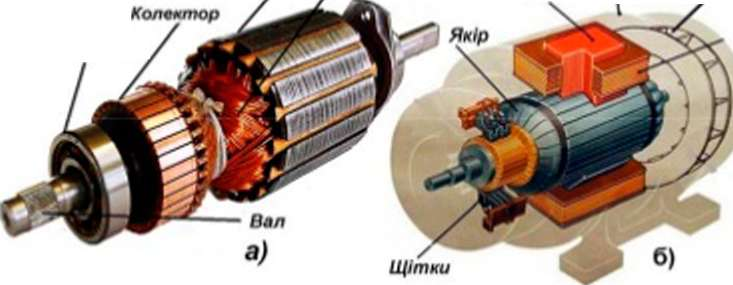 Колектор
Якір
Вал
а)
Щітки
б)